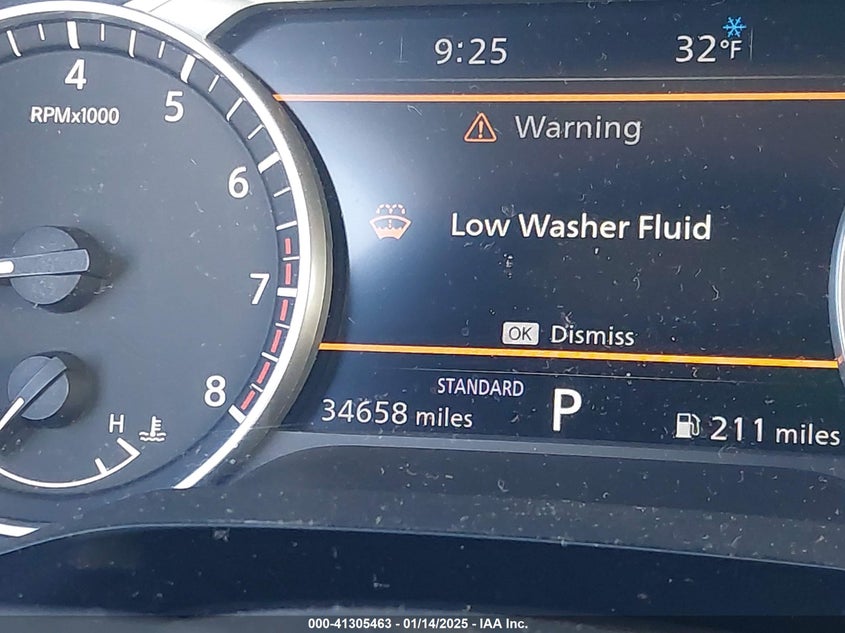 9:25
32°F
4
5
RPMx1000
6
7
8
H
Warning
Low Washer Fluid
OK Dismiss
STANDARD
34658 miles
P
211 miles
000-41305463 - 01/14/2025 - IAA Inc.